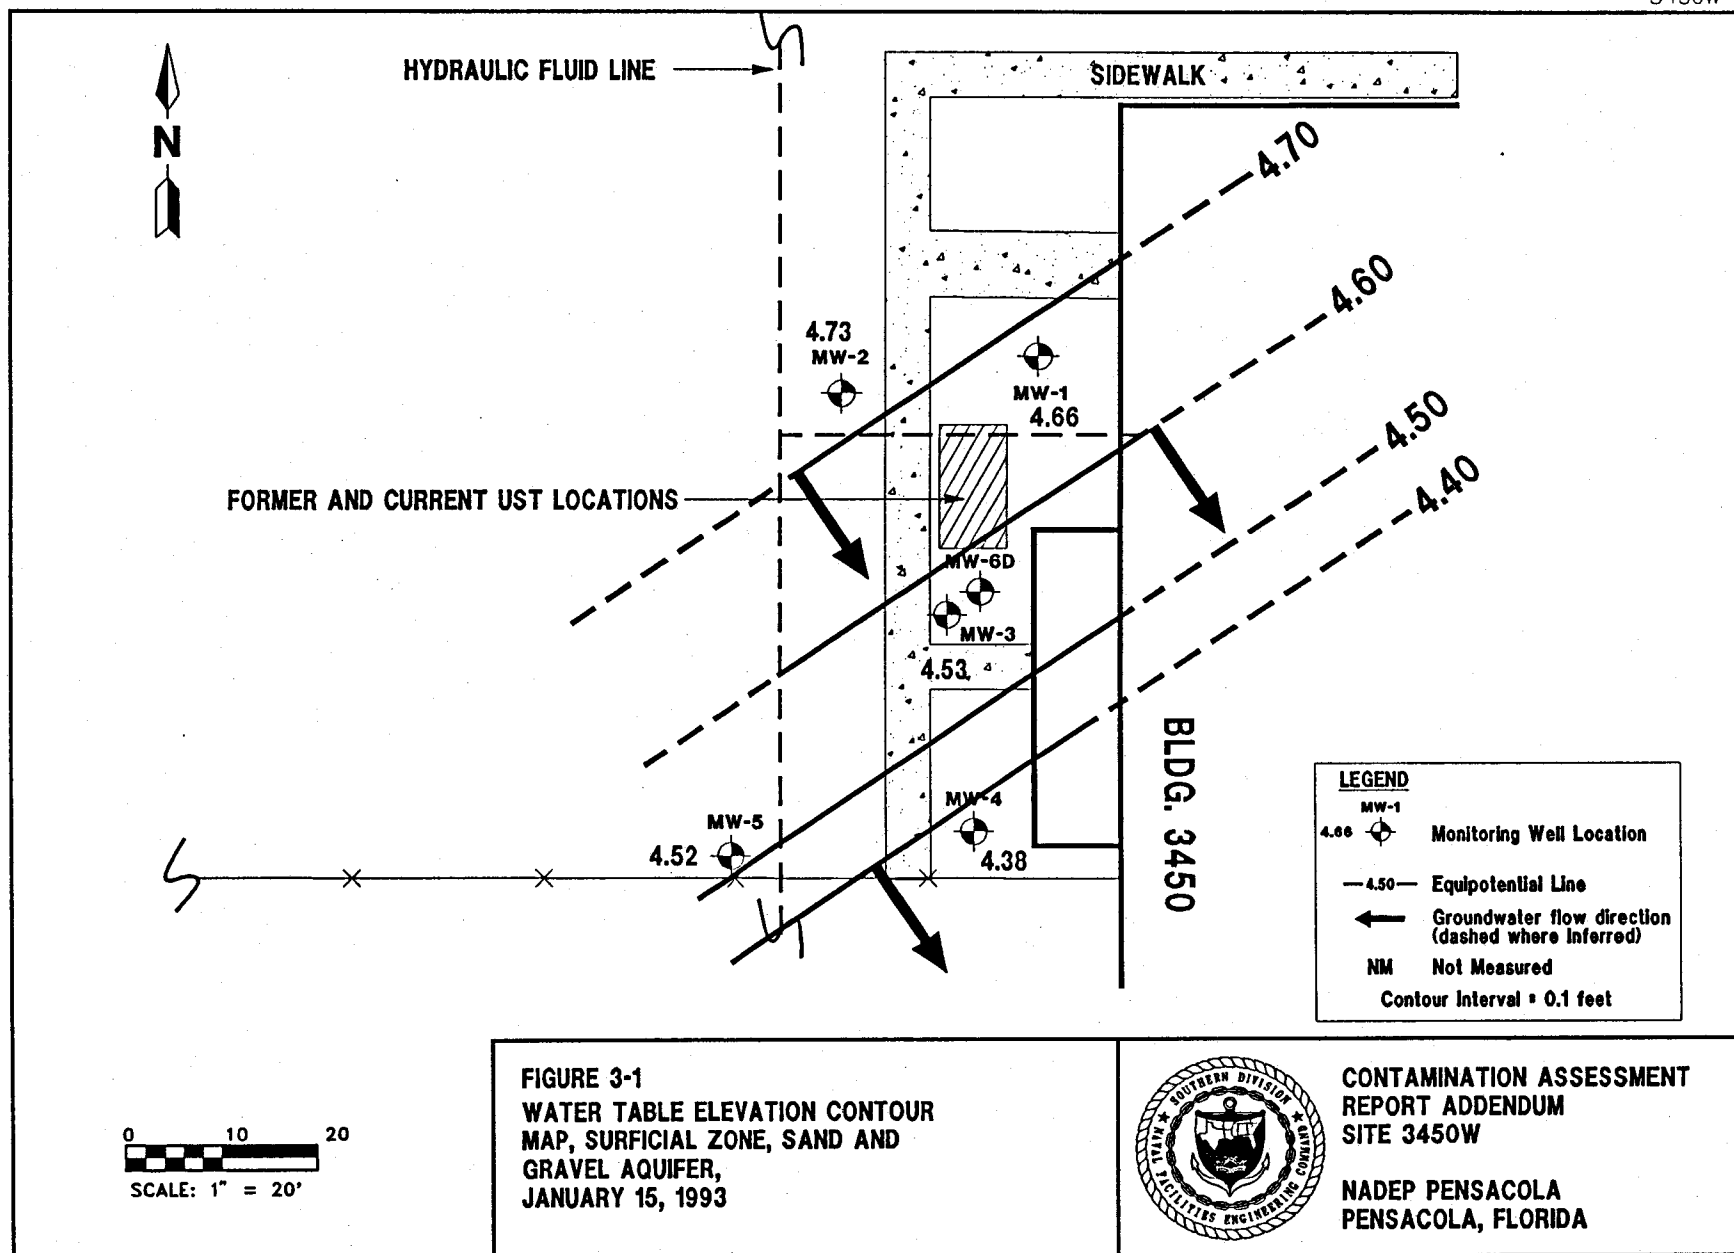 HYDRAULIC FLUID LINE
SIDEWALK
N
4.70
4.60
4.73
MW-2
MW-1
4.66
4.50
4.40
FORMER AND CURRENT UST LOCATIONS
MW-6D
MW-3
4.53
BLDG. 3450
MW-4
4.38
MW-5
4.52
LEGEND
MW-1
4.66
Monitoring Well Location
4.50
Equipotential Line
Groundwater flow direction
(dashed where Inferred)
NM Not Measured
Contour Interval = 0.1 feet
0 10 20
SCALE: 1" = 20'
FIGURE 3-1
WATER TABLE ELEVATION CONTOUR
MAP, SURFICIAL ZONE, SAND AND
GRAVEL AQUIFER,
JANUARY 15, 1993
SOUTHERN DIVISION
NAVAL FACILITIES ENGINEERING COMMAND
CONTAMINATION ASSESSMENT
REPORT ADDENDUM
SITE 3450W
NADEP PENSACOLA
PENSACOLA, FLORIDA